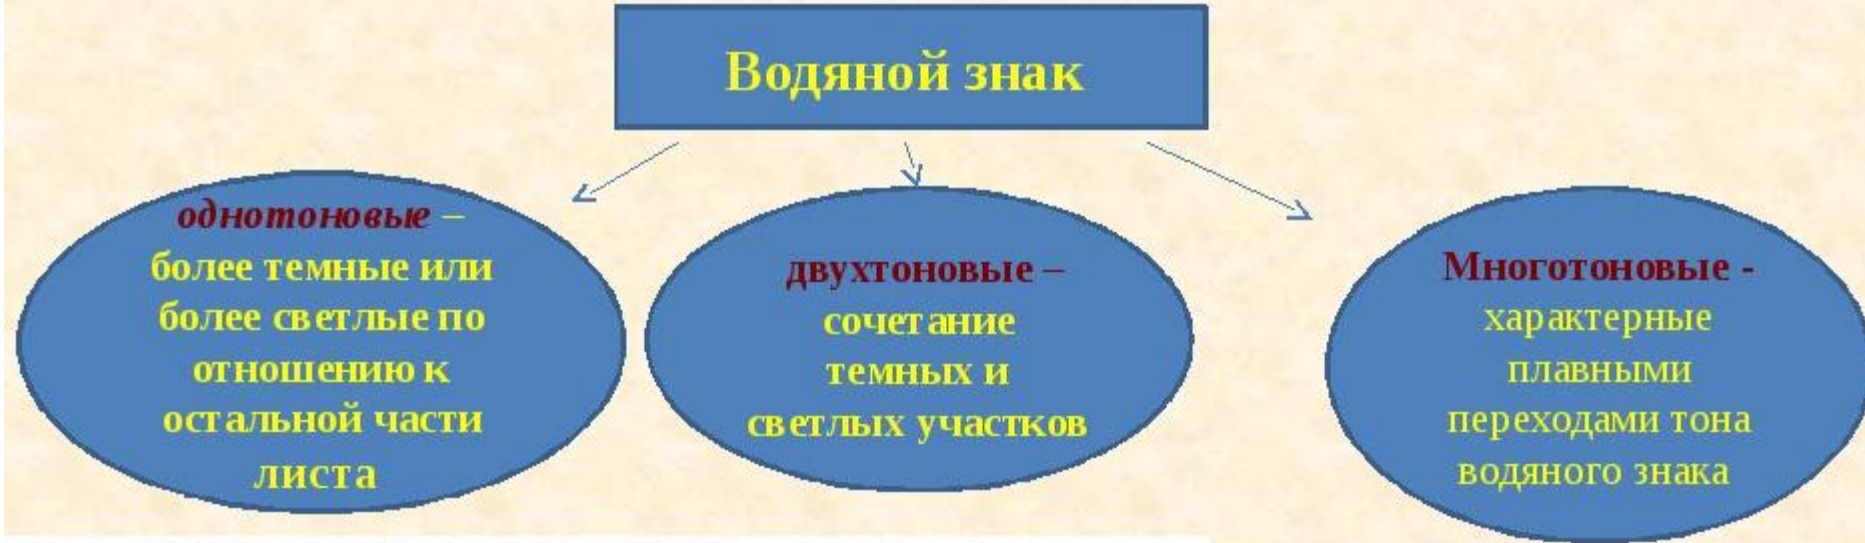 Водяной знак
однотоновые –
более темные или
более светлые по
отношению к
остальной части
листа
двухтоновые –
сочетание
темных и
светлых участков
Многотоновые -
характерные
плавными
переходами тона
водяного знака